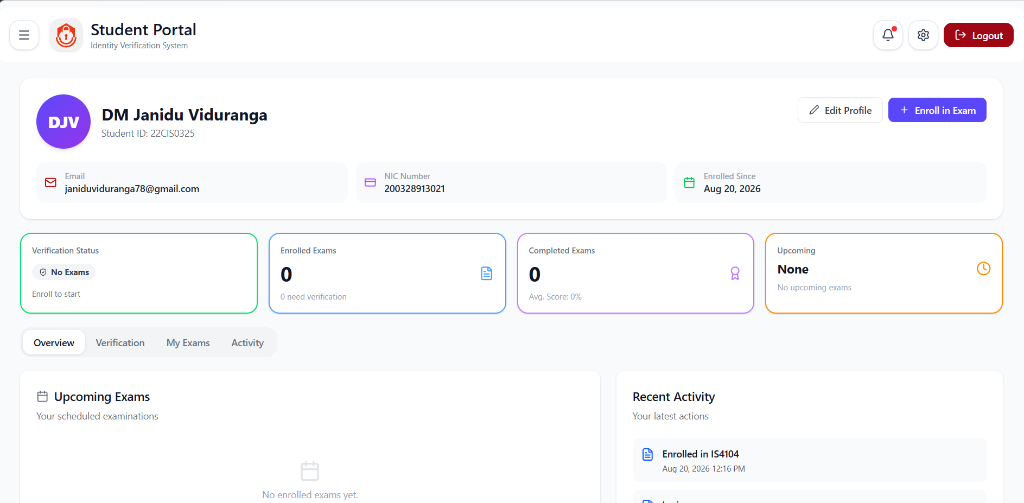 Student Portal
Identity Verification System
Logout
DJV
DM Janidu Viduranga
Student ID: 22CIS0325
Edit Profile
+ Enroll in Exam
Email
janiduviduranga78@gmail.com
NIC Number
200328913021
Enrolled Since
Aug 20, 2026
Verification Status
No Exams
Enroll to start
Enrolled Exams
0
0 need verification
Completed Exams
0
Avg. Score: 0%
Upcoming
None
No upcoming exams
Overview
Verification
My Exams
Activity
Upcoming Exams
Your scheduled examinations
No enrolled exams yet.
Recent Activity
Your latest actions
Enrolled in IS4104
Aug 20, 2026 12:16 PM